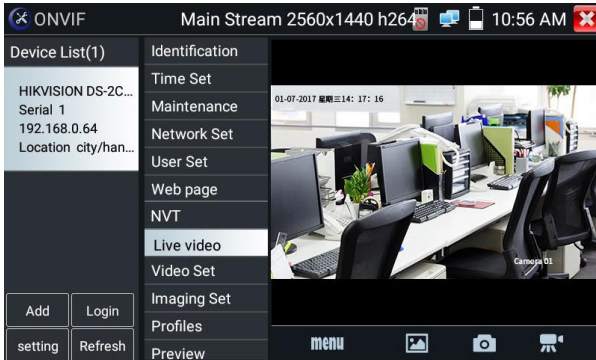 ONVIF
Main Stream 2560x1440 h264
10:56 AM
Device List(1)
HIKVISION DS-2C...
Serial 1
192.168.0.64
Location city/han...
Add
Login
setting
Refresh
Identification
Time Set
Maintenance
Network Set
User Set
Web page
NVT
Live video
Video Set
Imaging Set
Profiles
Preview
01-07-2017 星期三14: 17: 16
Camera 01
menu